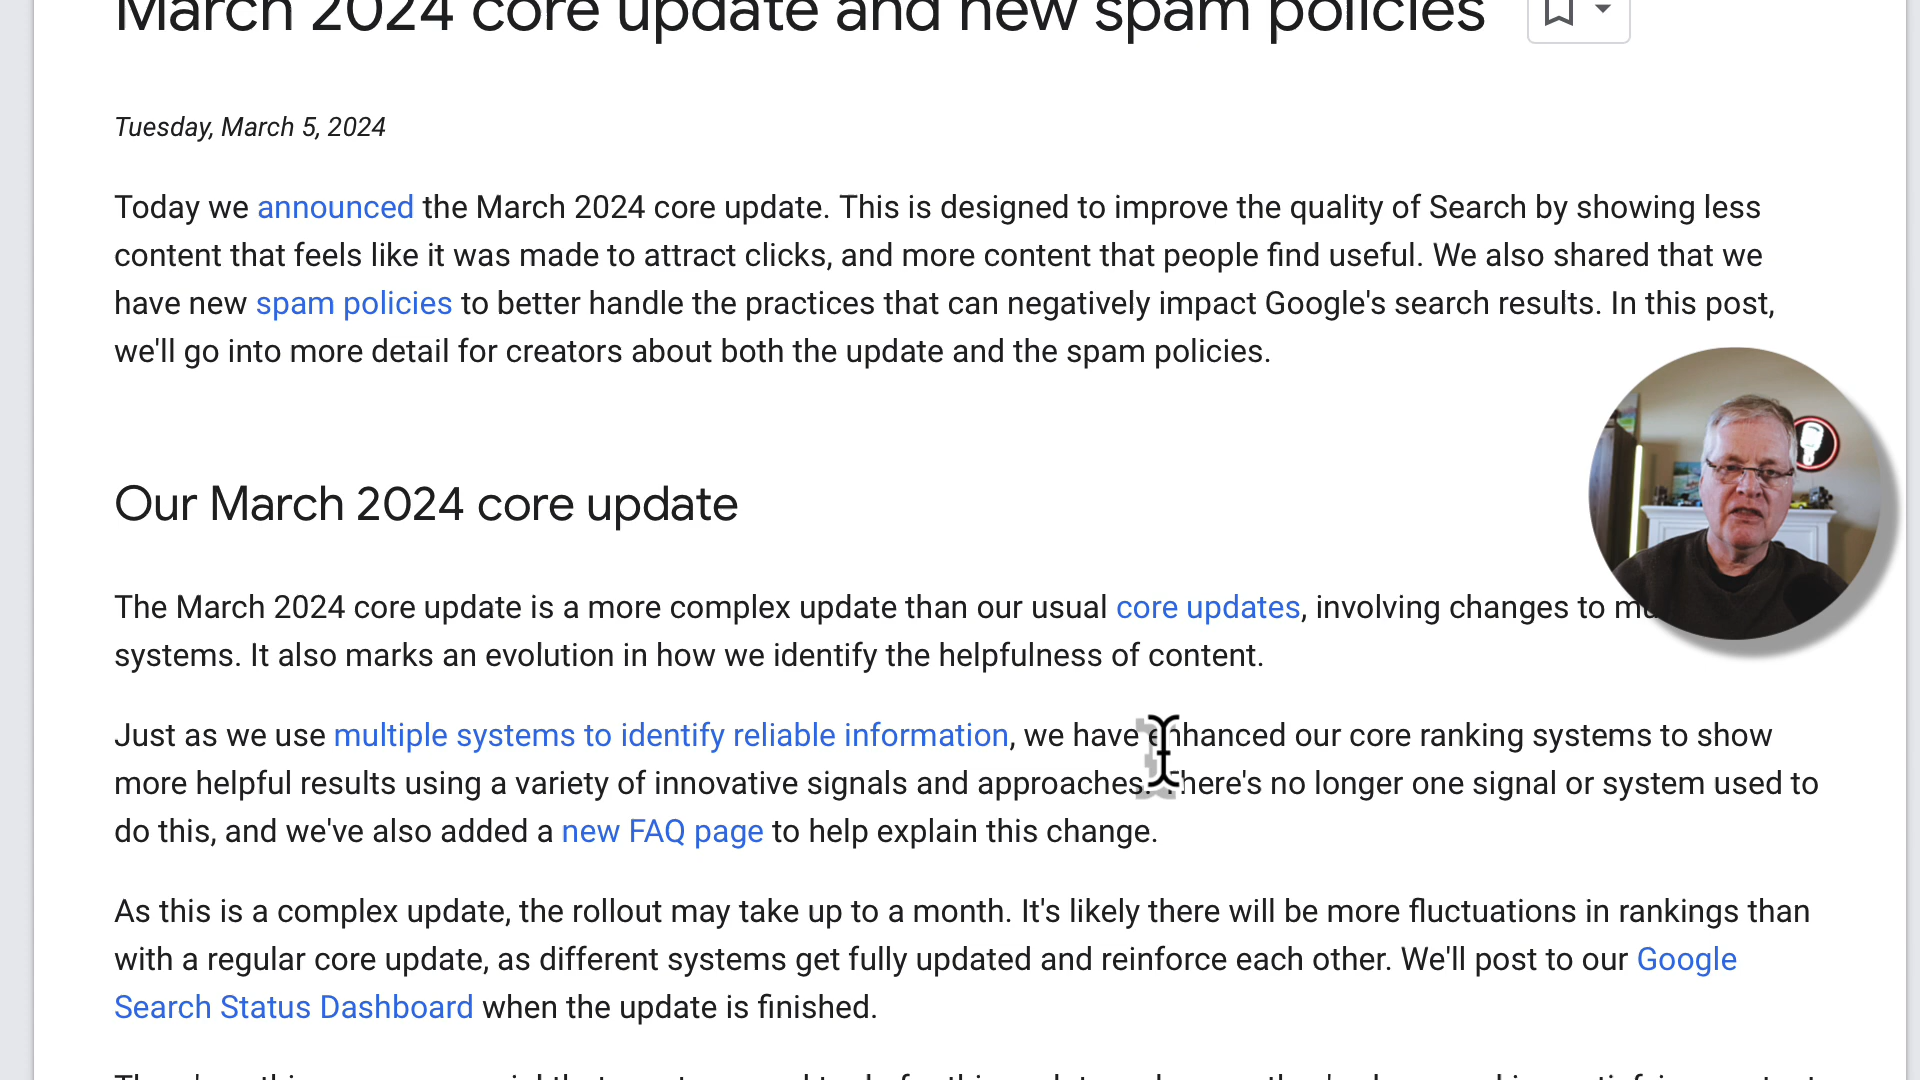 March 2024 core update and new spam policies
Tuesday, March 5, 2024
Today we announced the March 2024 core update. This is designed to improve the quality of Search by showing less
content that feels like it was made to attract clicks, and more content that people find useful. We also shared that we
have new spam policies to better handle the practices that can negatively impact Google's search results. In this post,
we'll go into more detail for creators about both the update and the spam policies.
Our March 2024 core update
The March 2024 core update is a more complex update than our usual core updates, involving changes to
systems. It also marks an evolution in how we identify the helpfulness of content.
Just as we use multiple systems to identify reliable information, we have enhanced our core ranking systems to show
more helpful results using a variety of innovative signals and approaches. There's no longer one signal or system used to
do this, and we've also added a new FAQ page to help explain this change.
As this is a complex update, the rollout may take up to a month. It's likely there will be more fluctuations in rankings than
with a regular core update, as different systems get fully updated and reinforce each other. We'll post to our Google
Search Status Dashboard when the update is finished.